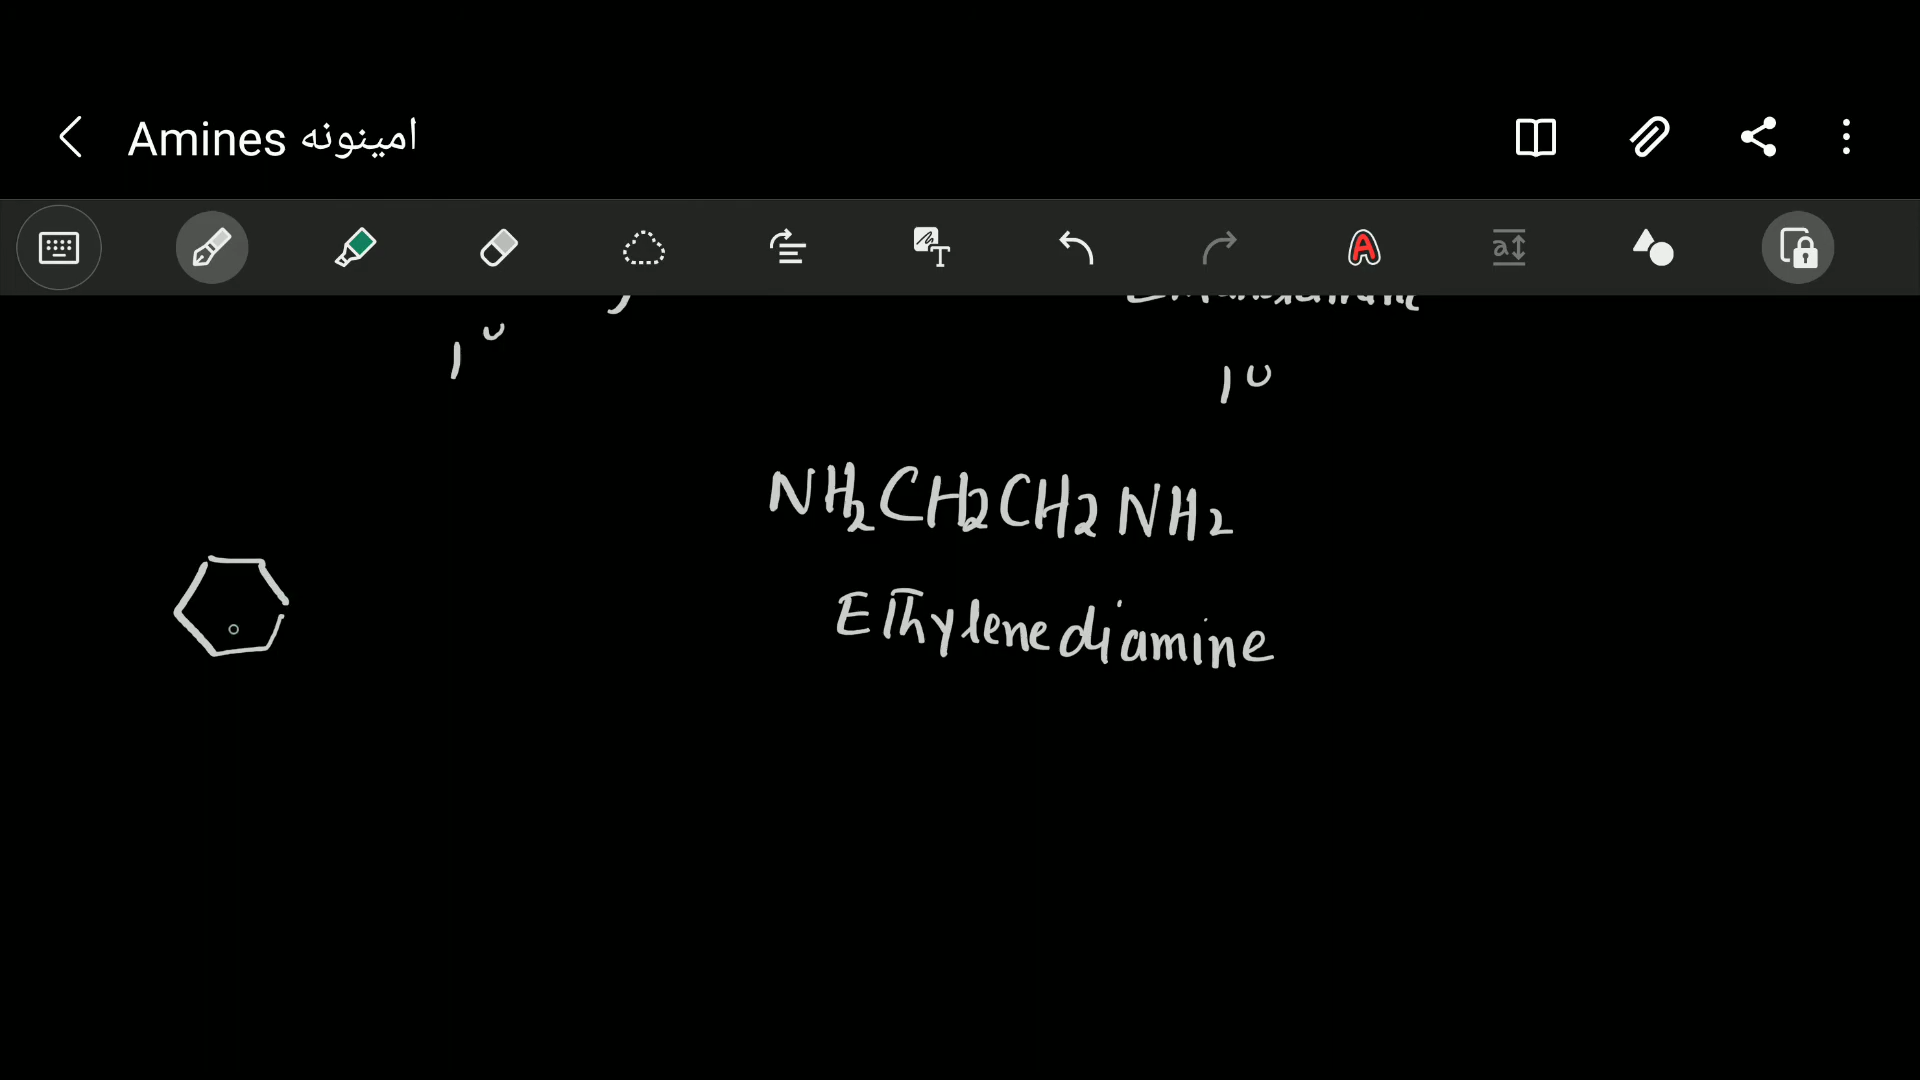 Amines امینونه
1°
1°
NH₂CH₂CH₂NH₂
Ethylenediamine